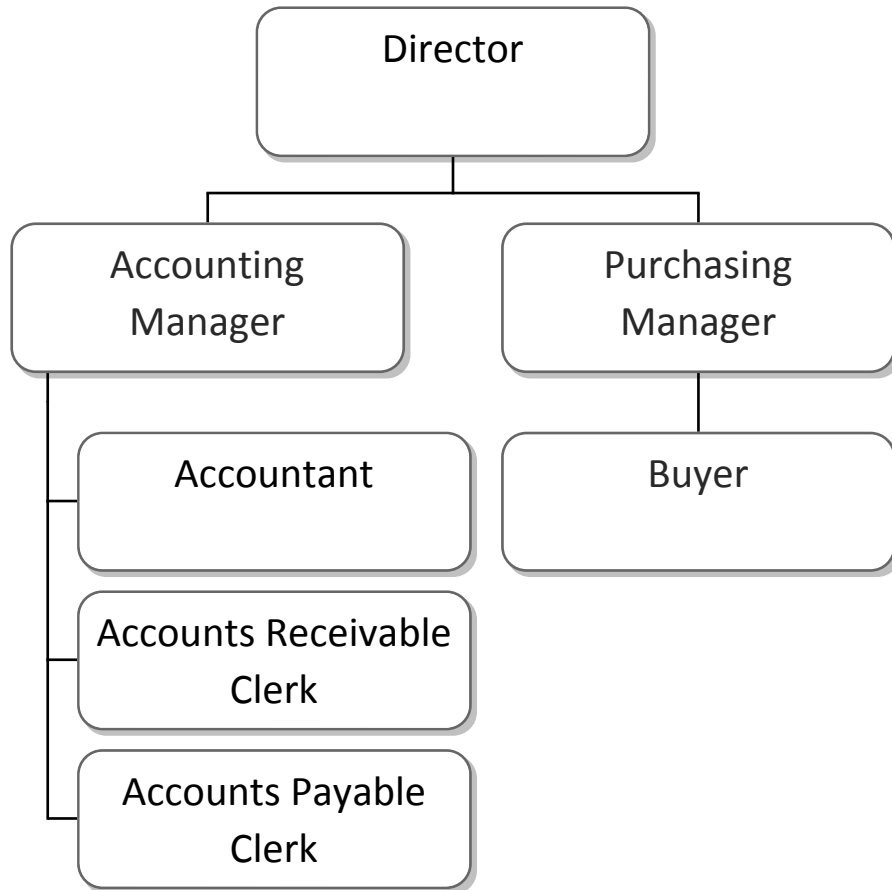 Director
Accounting
Manager
Purchasing
Manager
Accountant
Buyer
Accounts Receivable
Clerk
Accounts Payable
Clerk